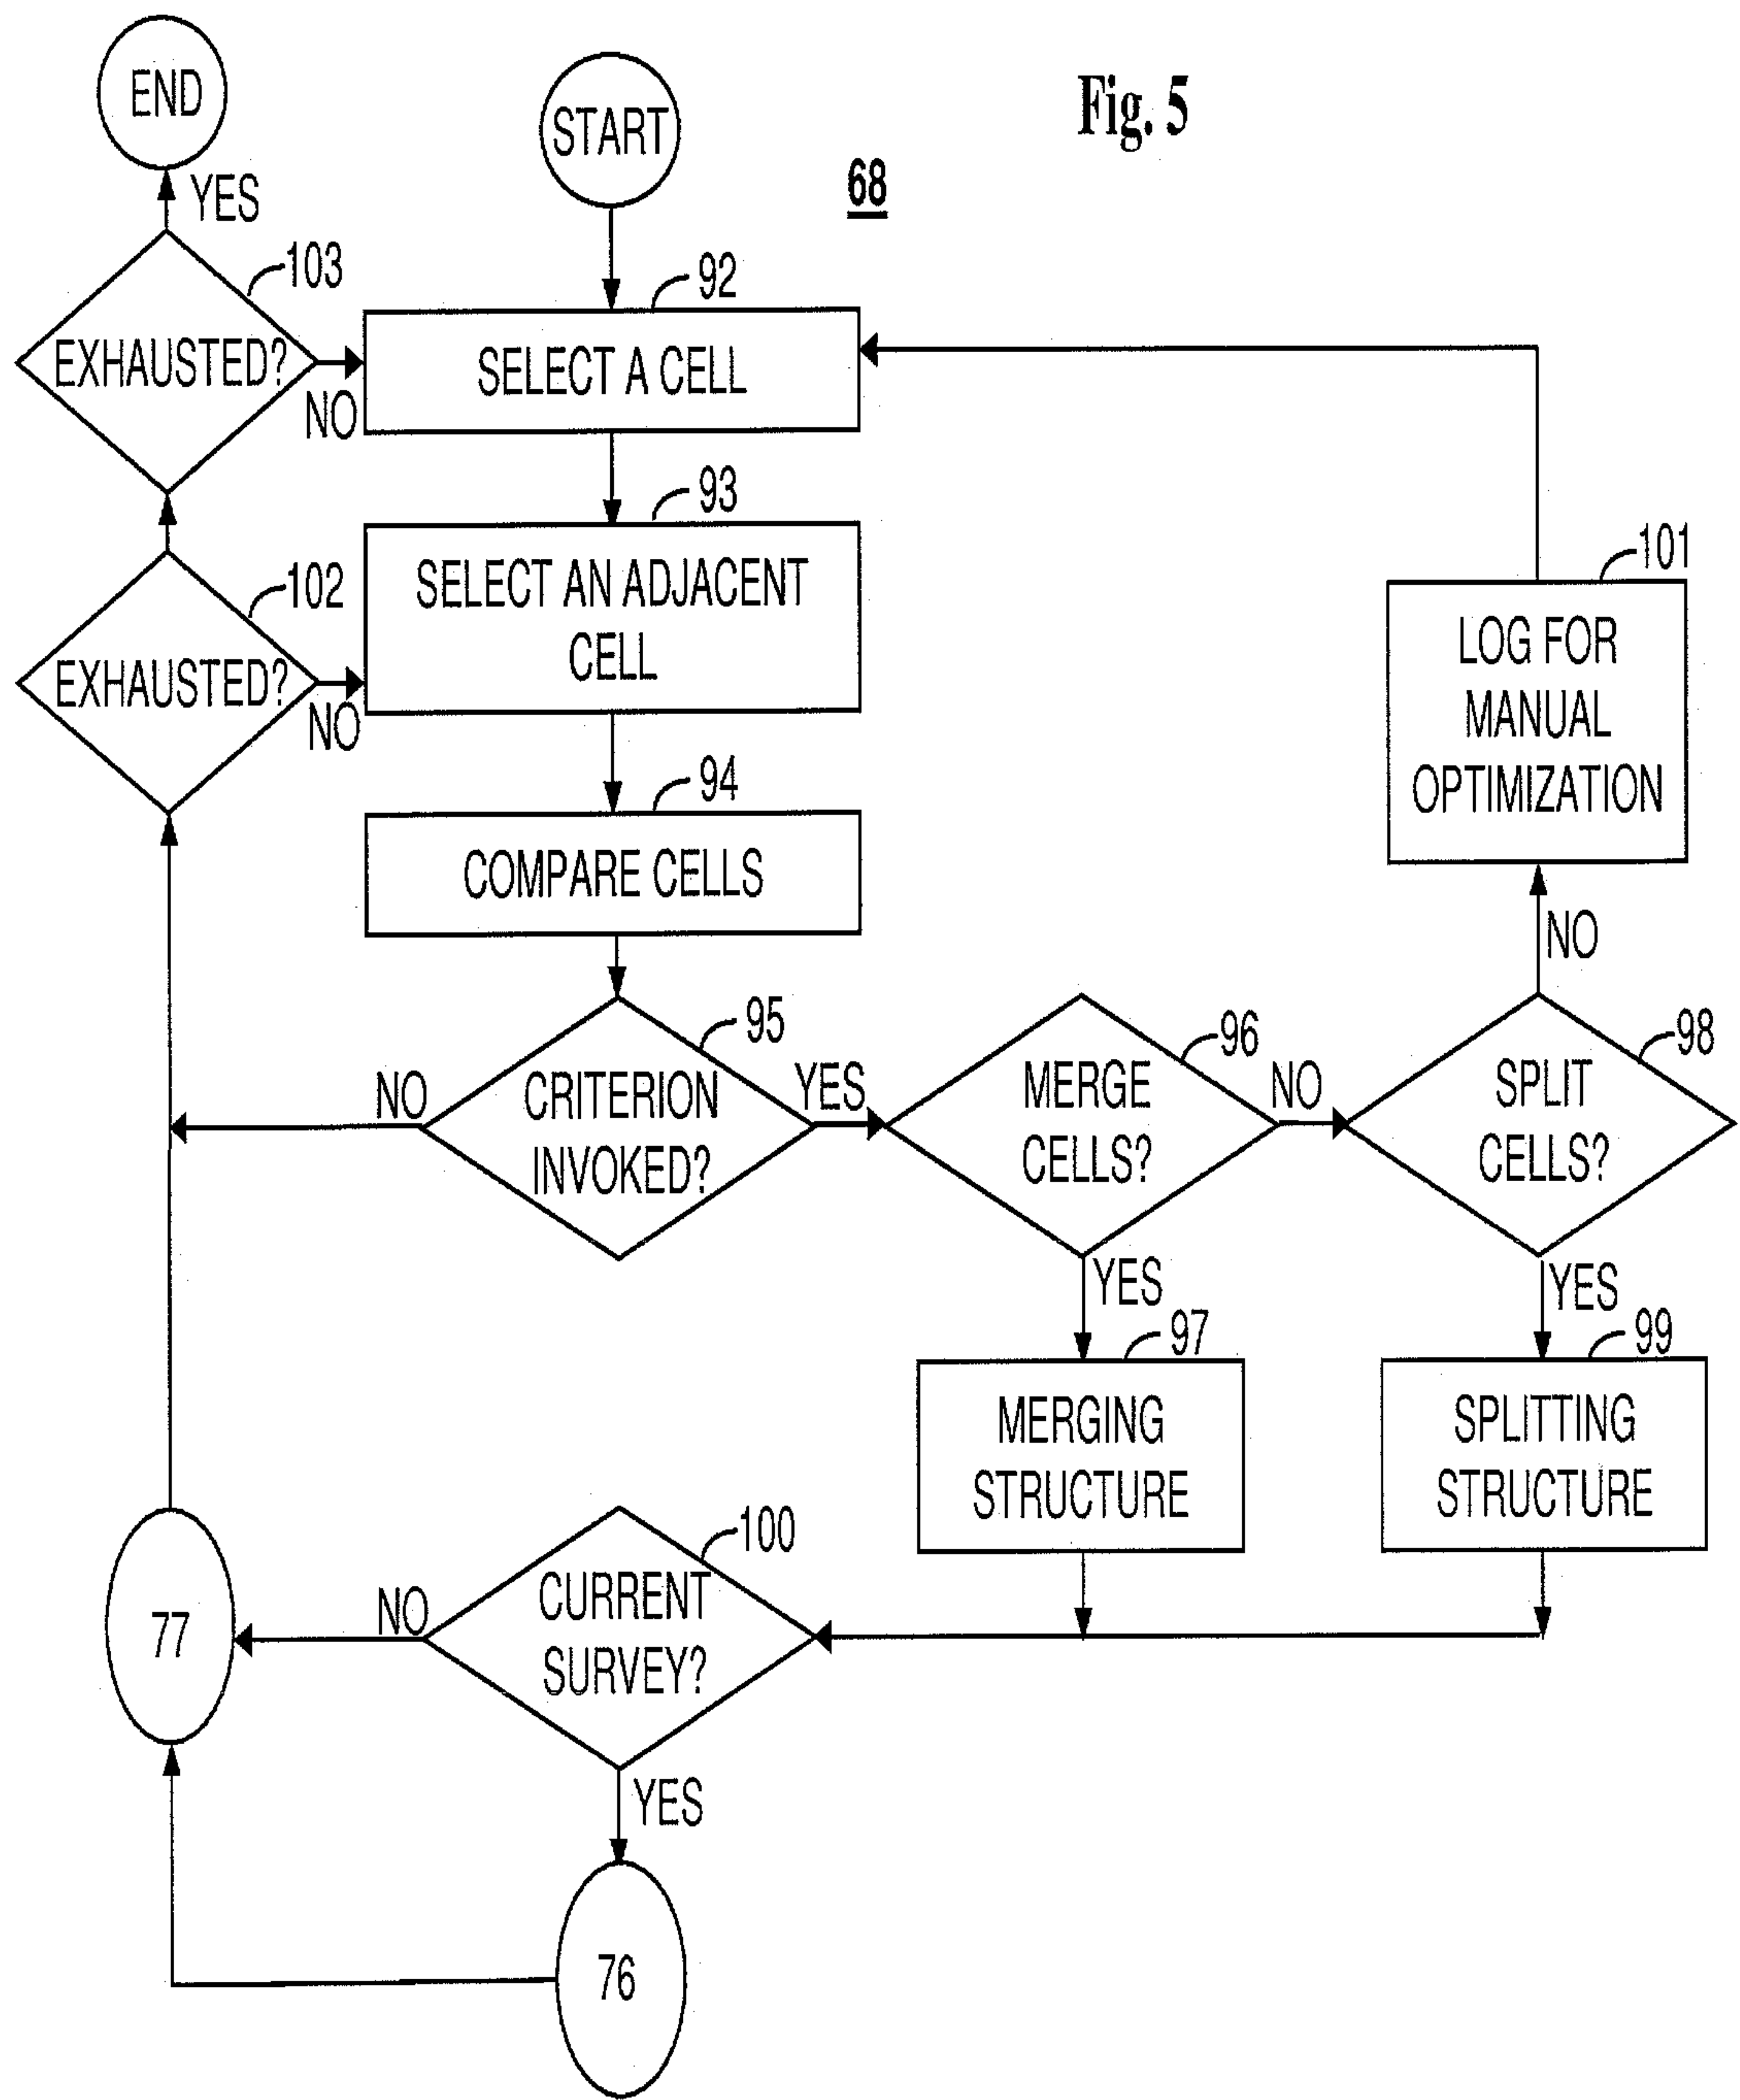 END
START
Fig. 5
68
YES
103
92
EXHAUSTED?
SELECT A CELL
NO
93
102
SELECT AN ADJACENT
CELL
EXHAUSTED?
NO
101
LOG FOR
MANUAL
OPTIMIZATION
94
COMPARE CELLS
NO
95
CRITERION
INVOKED?
NO
YES
96
MERGE
CELLS?
NO
98
SPLIT
CELLS?
YES
YES
97
MERGING
STRUCTURE
99
SPLITTING
STRUCTURE
100
CURRENT
SURVEY?
NO
77
YES
76